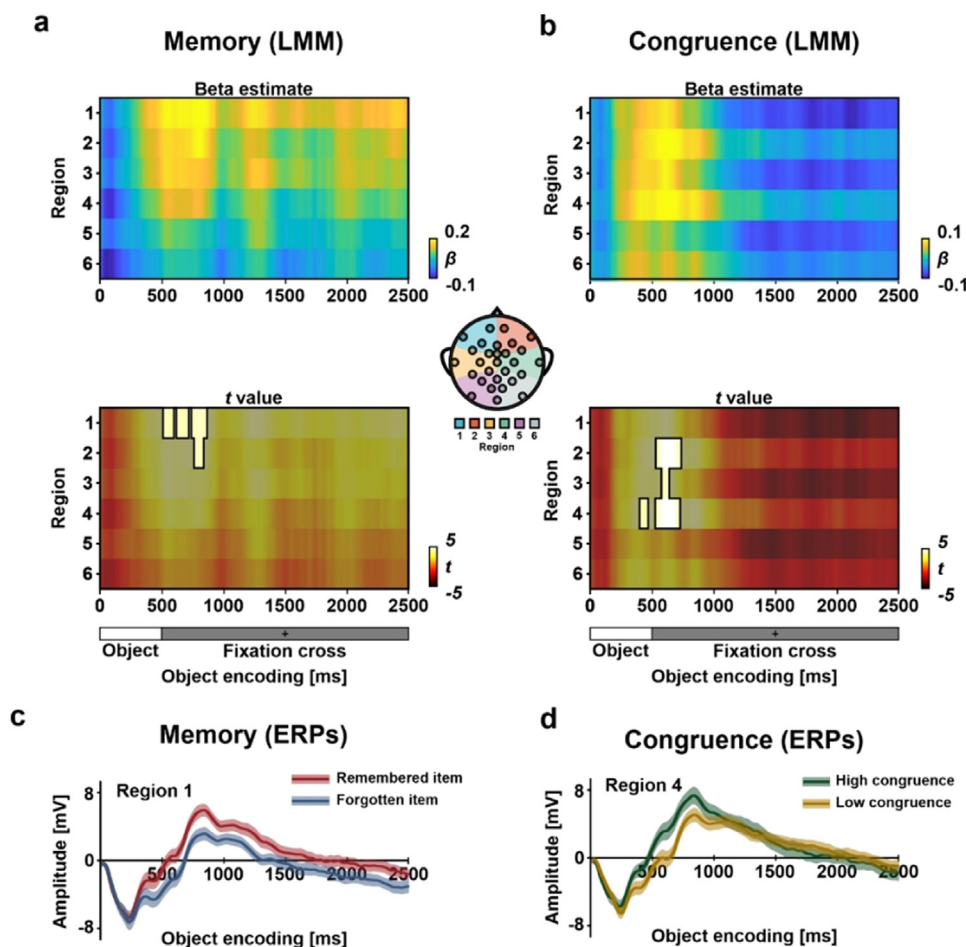 a
Memory (LMM)
Beta estimate
Region
1
2
3
4
5
6
0 500 1000 1500 2000 2500
0.2
β
-0.1
b
Congruence (LMM)
Beta estimate
Region
1
2
3
4
5
6
0 500 1000 1500 2000 2500
0.1
β
-0.1
1 2 3 4 5 6
Region
t value
Region
1
2
3
4
5
6
0 500 1000 1500 2000 2500
5
t
-5
+
Object Fixation cross
Object encoding [ms]
t value
Region
1
2
3
4
5
6
0 500 1000 1500 2000 2500
5
t
-5
+
Object Fixation cross
Object encoding [ms]
c
Memory (ERPs)
Region 1
Remembered item
Forgotten item
Amplitude [mV]
8
0
-8
500 1000 1500 2000 2500
Object encoding [ms]
d
Congruence (ERPs)
Region 4
High congruence
Low congruence
Amplitude [mV]
8
0
-8
500 1000 1500 2000 2500
Object encoding [ms]